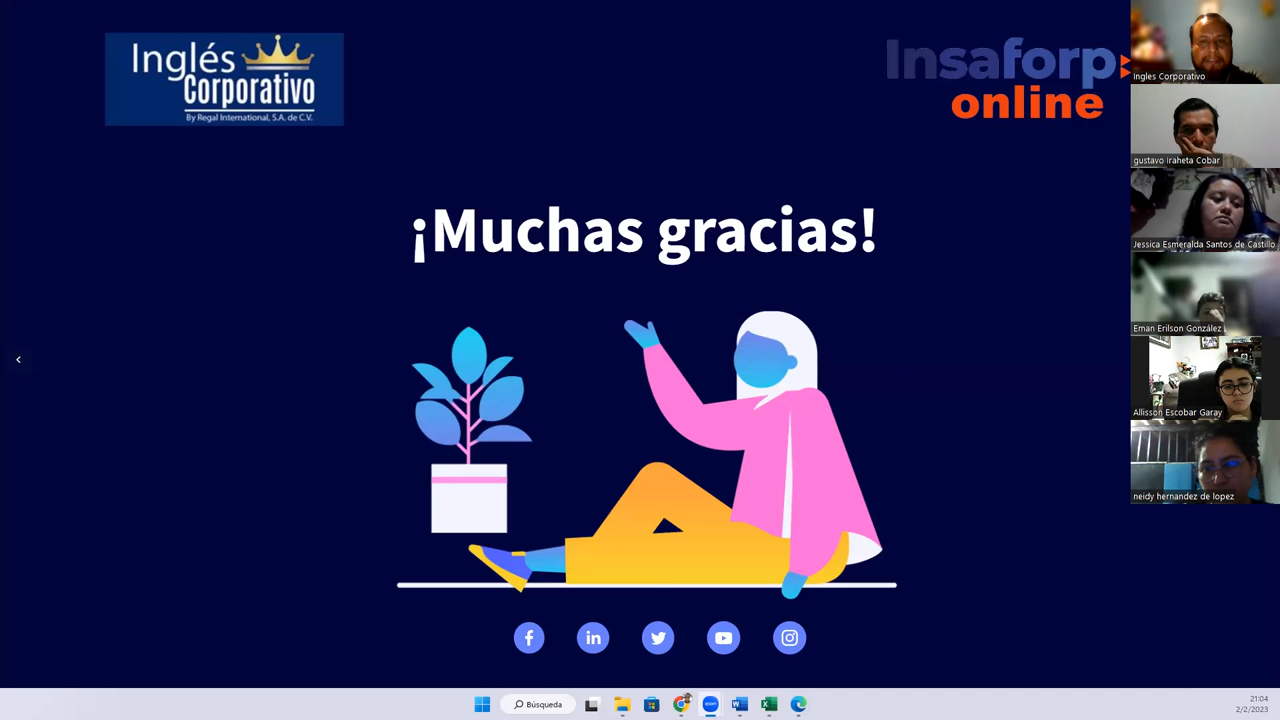 Inglés
Corporativo
By Regal International, S.A. de C.V.
Insaforp
online
¡Muchas gracias!
Ingles Corporativo
gustavo Iraheta Cobar
Jessica Esmeralda Santos de Castillo
Eman Erilson González
Allisson Escobar Garay
neidy hernandez de lopez
Búsqueda
zoom
21:04
2/2/2023